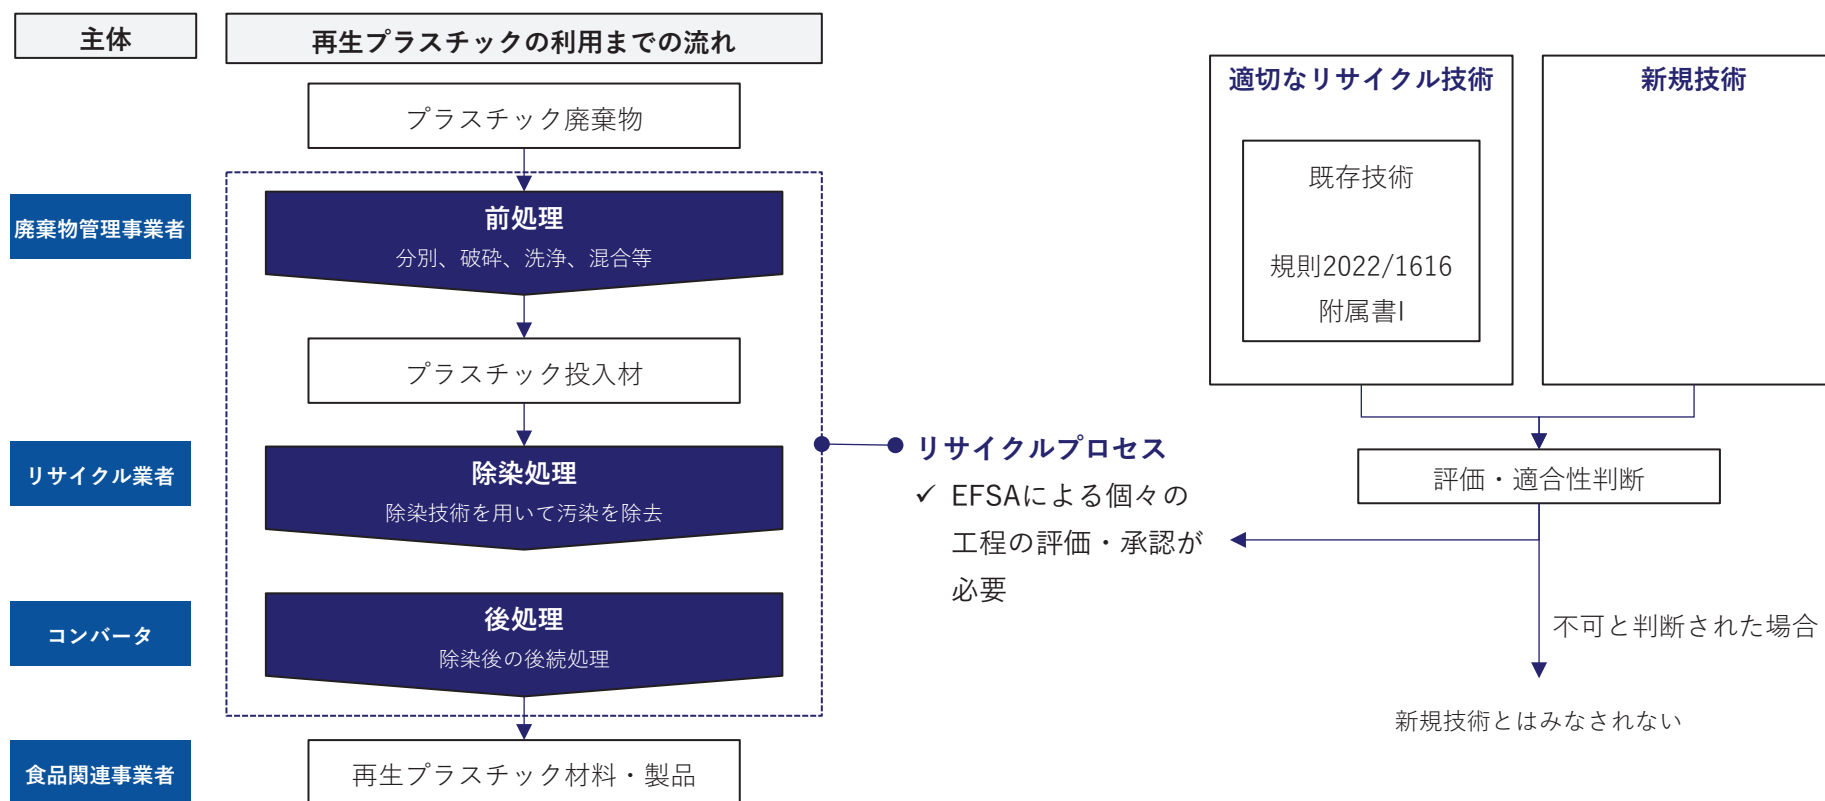 主体
再生プラスチックの利用までの流れ
プラスチック廃棄物
廃棄物管理事業者
前処理
分別、破砕、洗浄、混合等
プラスチック投入材
リサイクル業者
除染処理
除染技術を用いて汚染を除去
コンバータ
後処理
除染後の後続処理
食品関連事業者
再生プラスチック材料・製品
リサイクルプロセス
✓ EFSAによる個々の
工程の評価・承認が
必要
適切なリサイクル技術
既存技術
規則2022/1616
附属書I
新規技術
評価・適合性判断
不可と判断された場合
新規技術とはみなされない